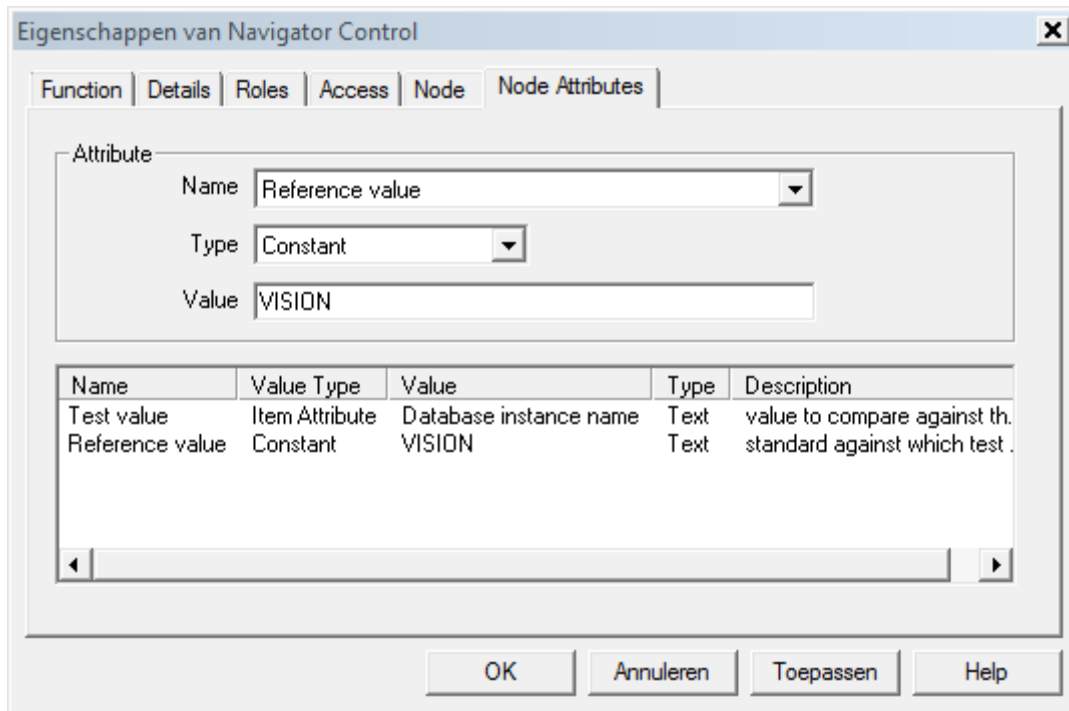 Eigenschappen van Navigator Control
Function Details Roles Access Node Node Attributes
Attribute
Name Reference value
Type Constant
Value VISION
Name Value Type Value Type Description
Test value Item Attribute Database instance name Text value to compare against th.
Reference value Constant VISION Text standard against which test .
OK Annuleren Toepassen Help